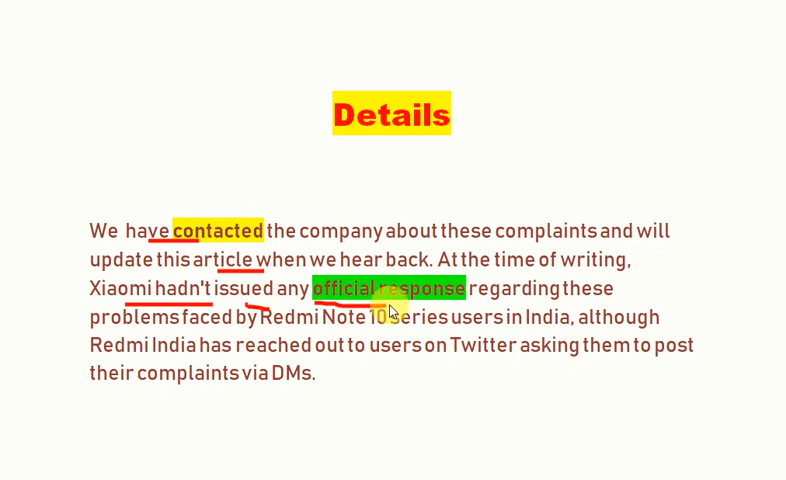 Details
We have contacted the company about these complaints and will
update this article when we hear back. At the time of writing,
Xiaomi hadn't issued any official response regarding these
problems faced by Redmi Note 10 series users in India, although
Redmi India has reached out to users on Twitter asking them to post
their complaints via DMs.